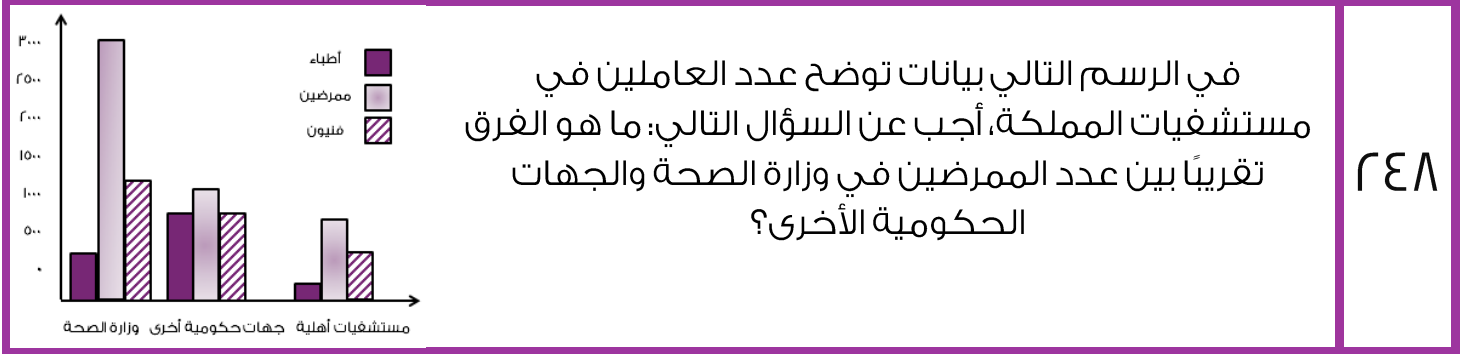 ٢٤٨
في الرسم التالي بيانات توضح عدد العاملين في
مستشفيات المملكة، أجب عن السؤال التالي: ما هو الفرق
تقريبًا بين عدد الممرضين في وزارة الصحة والجهات
الحكومية الأخرى؟
أطباء
ممرضين
فنيون
٣٠٠٠
٢٥٠٠
٢٠٠٠
١٥٠٠
١٠٠٠
٥٠٠
٠
وزارة الصحة
جهات حكومية أخرى
مستشفيات أهلية